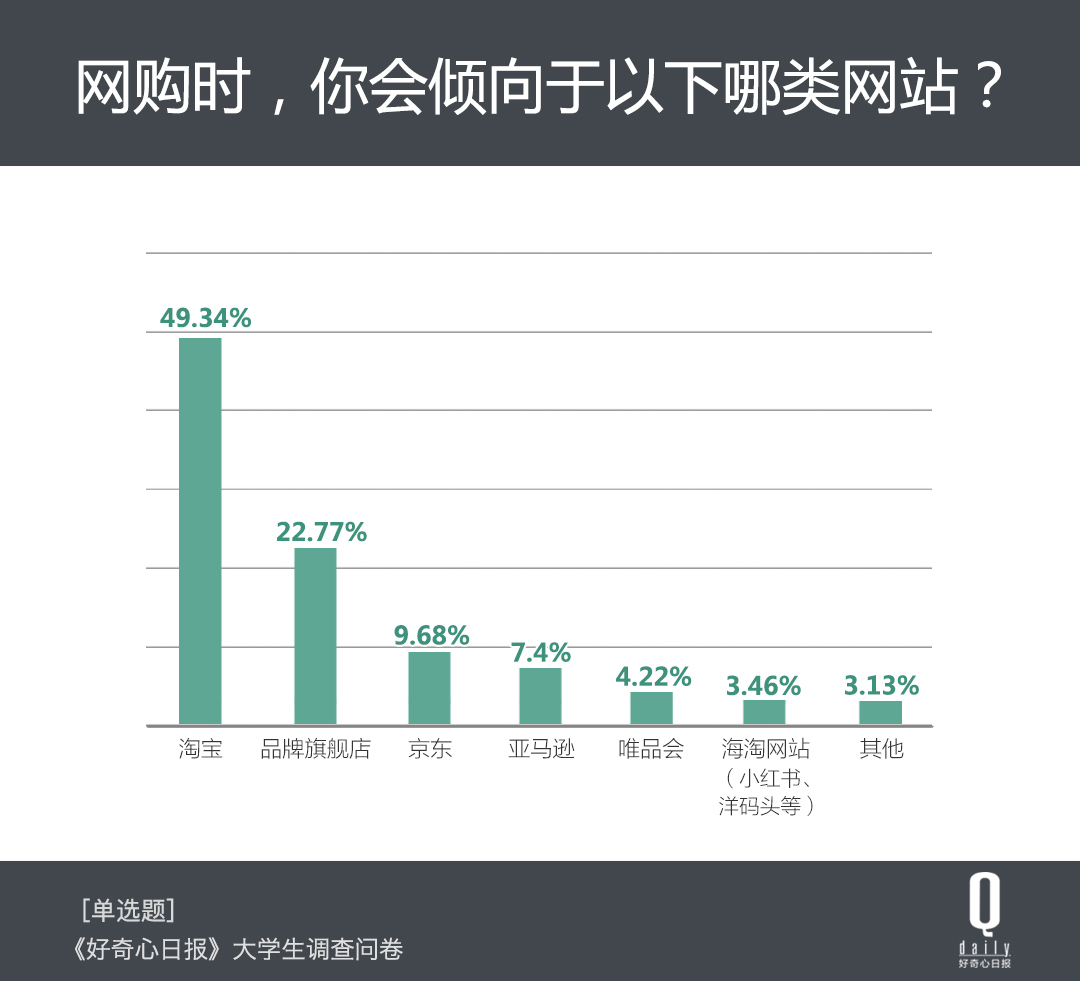 网购时，你会倾向于以下哪类网站？
49.34%
22.77%
9.68%
7.4%
4.22%
3.46%
3.13%
淘宝
品牌旗舰店
京东
亚马逊
唯品会
海淘网站
（小红书、
洋码头等）
其他
［单选题］
《好奇心日报》大学生调查问卷
Q
daily
好奇心日报